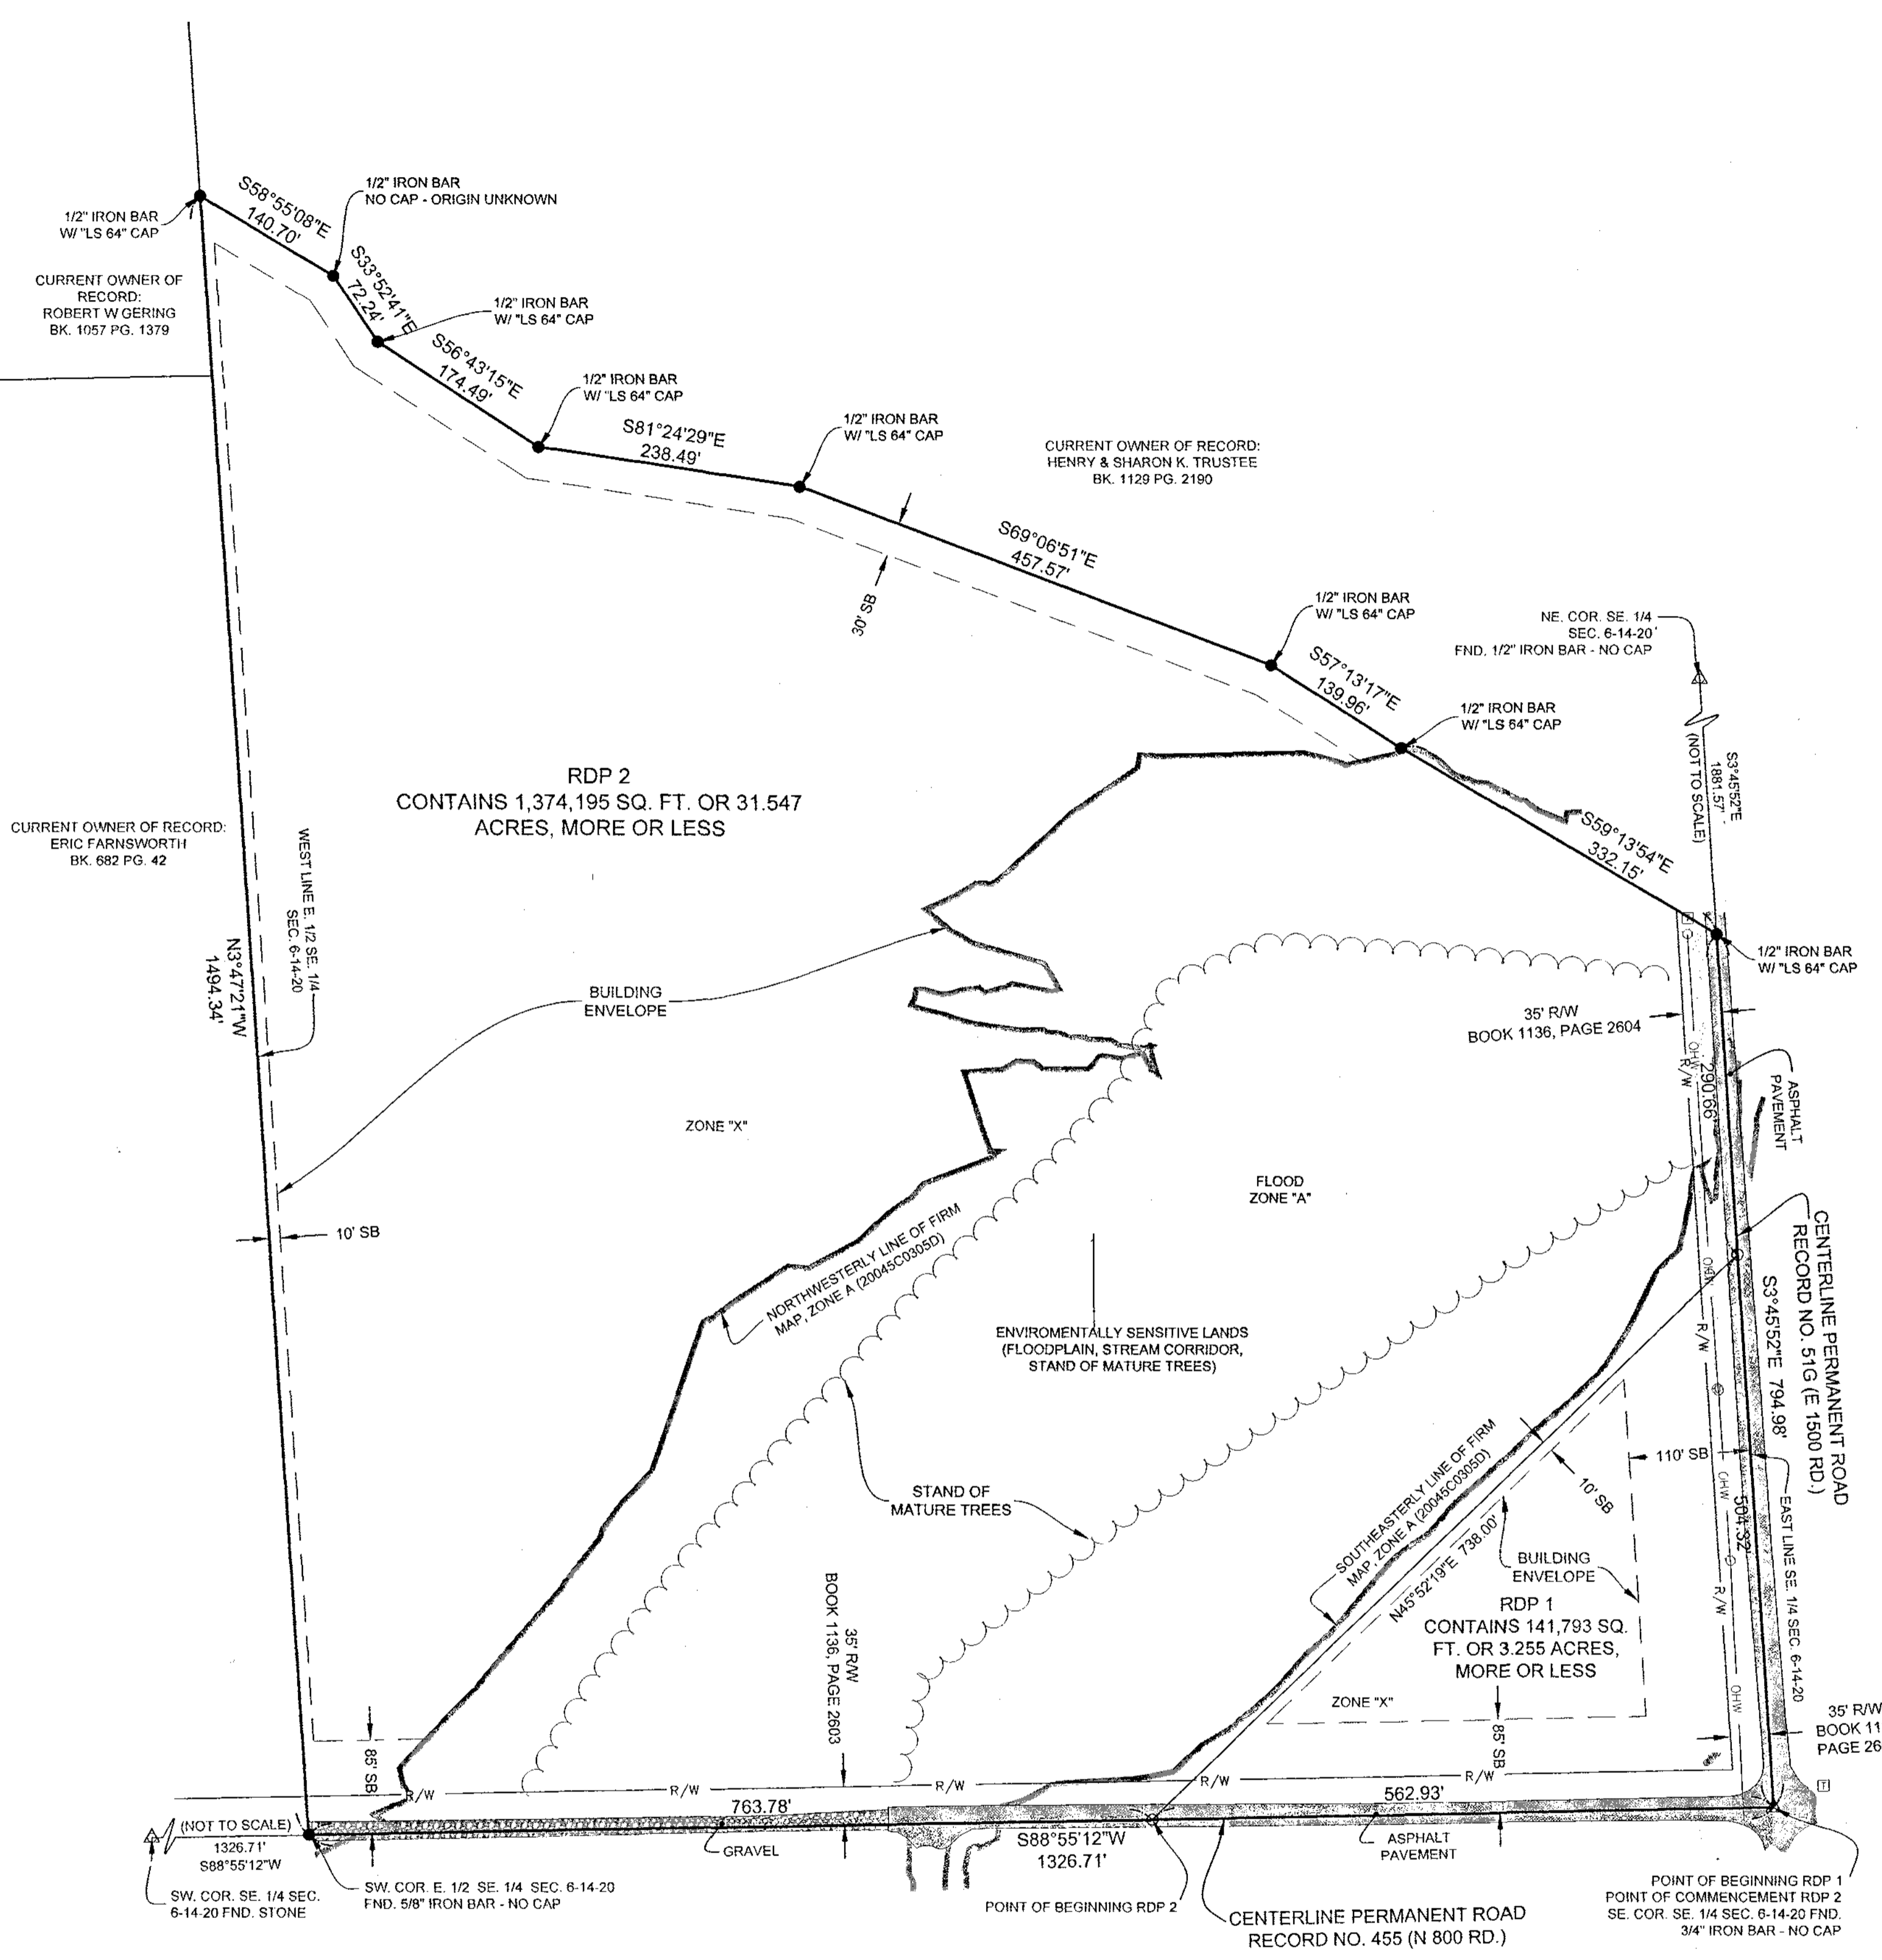 1/2" IRON BAR
W/ "LS 64" CAP
S58°55'08"E
140.70'
1/2" IRON BAR
NO CAP - ORIGIN UNKNOWN
CURRENT OWNER OF
RECORD:
ROBERT W GERING
BK. 1057 PG. 1379
S33°52'41"E
72.24'
1/2" IRON BAR
W/ "LS 64" CAP
S56°43'15"E
174.49'
1/2" IRON BAR
W/ "LS 64" CAP
S81°24'29"E
238.49'
1/2" IRON BAR
W/ "LS 64" CAP
CURRENT OWNER OF RECORD:
HENRY & SHARON K. TRUSTEE
BK. 1129 PG. 2190
S69°06'51"E
457.57'
30' SB
1/2" IRON BAR
W/ "LS 64" CAP
NE. COR. SE. 1/4
SEC. 6-14-20
FND. 1/2" IRON BAR - NO CAP
S57°13'17"E
139.96'
1/2" IRON BAR
W/ "LS 64" CAP
S3°45'52"E
1881.57'
(NOT TO SCALE)
RDP 2
CONTAINS 1,374,195 SQ. FT. OR 31.547
ACRES, MORE OR LESS
CURRENT OWNER OF RECORD:
ERIC FARNSWORTH
BK. 682 PG. 42
WEST LINE E. 1/2 SE. 1/4
SEC. 6-14-20
N3°47'21"W
1494.34'
S59°13'54"E
332.15'
1/2" IRON BAR
W/ "LS 64" CAP
BUILDING
ENVELOPE
35' R/W
BOOK 1136, PAGE 2604
OHW
R/W
290.66'
ASPHALT
PAVEMENT
ZONE "X"
FLOOD
ZONE "A"
10' SB
NORTHWESTERLY LINE OF FIRM
MAP, ZONE A (20045C0305D)
CENTERLINE PERMANENT ROAD
RECORD NO. 51G (E 1500 RD.)
S3°45'52"E 794.98'
OHW
R/W
ENVIROMENTALLY SENSITIVE LANDS
(FLOODPLAIN, STREAM CORRIDOR,
STAND OF MATURE TREES)
STAND OF
MATURE TREES
SOUTHEASTERLY LINE OF FIRM
MAP, ZONE A (20045C0305D)
N45°52'19"E 738.00'
10' SB
110' SB
OHW
504.32'
EAST LINE SE. 1/4 SEC. 6-14-20
BUILDING
ENVELOPE
R/W
RDP 1
CONTAINS 141,793 SQ.
FT. OR 3.255 ACRES,
MORE OR LESS
OHW
35' R/W
BOOK 1136, PAGE 2603
ZONE "X"
85' SB
85' SB
35' R/W
BOOK 11
PAGE 26
T
R/W
R/W
R/W
R/W
R/W
763.78'
562.93'
(NOT TO SCALE)
1326.71'
S88°55'12"W
GRAVEL
S88°55'12"W
1326.71'
ASPHALT
PAVEMENT
SW. COR. SE. 1/4 SEC.
6-14-20 FND. STONE
SW. COR. E. 1/2 SE. 1/4 SEC. 6-14-20
FND. 5/8" IRON BAR - NO CAP
POINT OF BEGINNING RDP 2
CENTERLINE PERMANENT ROAD
RECORD NO. 455 (N 800 RD.)
POINT OF BEGINNING RDP 1
POINT OF COMMENCEMENT RDP 2
SE. COR. SE. 1/4 SEC. 6-14-20 FND.
3/4" IRON BAR - NO CAP